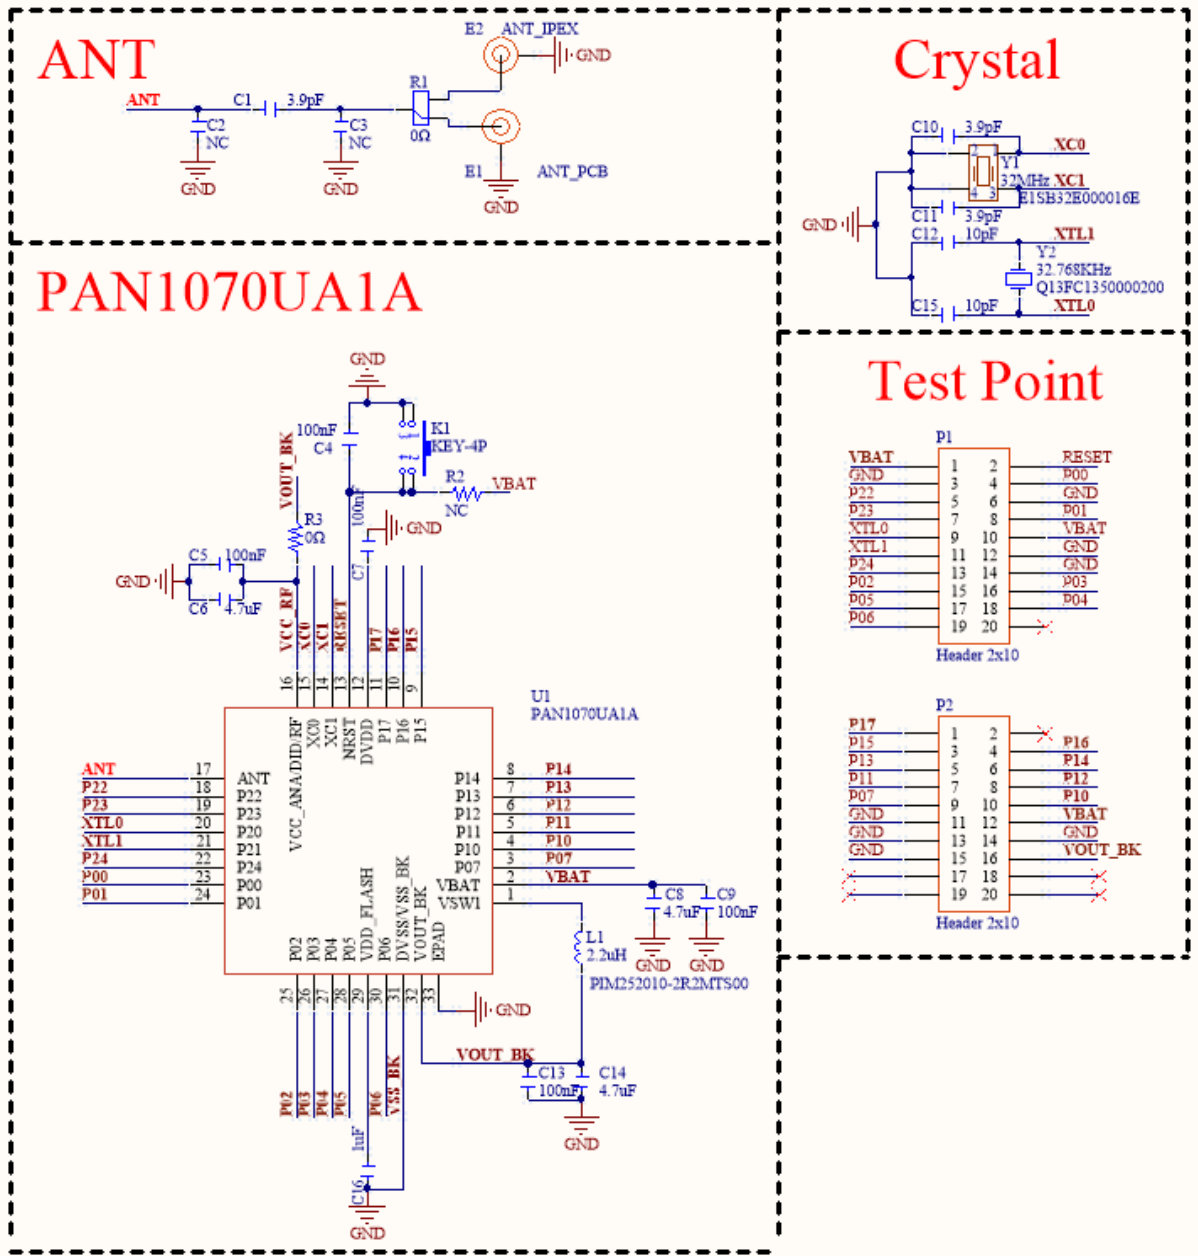 ANT
E2 ANT_IPEX
GND
ANT
C1 3.9pF
R1
0Ω
C2
NC
C3
NC
GND
GND
E1 ANT_PCB
GND
Crystal
C10 3.9pF
XC0
2 1
Y1
32MHz XC1
4 3
E1SB32E000016E
C11 3.9pF
GND
C12 10pF XTL1
Y2
32.768KHz
Q13FC1350000200
C15 10pF XTL0
PAN1070UA1A
GND
100nF
C4
K1
KEY-4P
VOUT_BK
R2
VBAT
NC
100nF
GND
R3
0Ω
C7
C5 100nF
GND
C6 4.7uF
VCC_RF
XC0
XC1
RESET
P17
P16
P15
16
15
14
13
12
11
10
9
U1
PAN1070UA1A
VCC_ANA/DID/RF
XC0
XC1
NRST
DVDD
P17
P16
P15
ANT 17 ANT
P22 18 P22
P23 19 P23
XTL0 20 P20
XTL1 21 P21
P24 22 P24
P00 23 P00
P01 24 P01
P14 8 P14
P13 7 P13
P12 6 P12
P11 5 P11
P10 4 P10
P07 3 P07
VBAT 2 VBAT
VSW1 1
P02
P03
P04
P05
VDD_FLASH
P06
DVSS/VSS_BK
VOUT_BK
EPAD
25
26
27
28
29
30
31
32
33
C8
4.7uF
C9
100nF
GND
GND
L1
2.2uH
PIM252010-2R2MTS00
GND
VOUT_BK
C13
100nF
C14
4.7uF
GND
P02
P03
P04
P05
P06
VSS_BK
1uF
C16
GND
Test Point
P1
VBAT 1 2 RESET
GND 3 4 P00
P22 5 6 GND
P23 7 8 P01
XTL0 9 10 VBAT
XTL1 11 12 GND
P24 13 14 GND
P02 15 16 P03
P05 17 18 P04
P06 19 20
Header 2x10
P2
P17 1 2
P15 3 4 P16
P13 5 6 P14
P11 7 8 P12
P07 9 10 P10
GND 11 12 VBAT
GND 13 14 GND
GND 15 16 VOUT_BK
17 18
19 20
Header 2x10